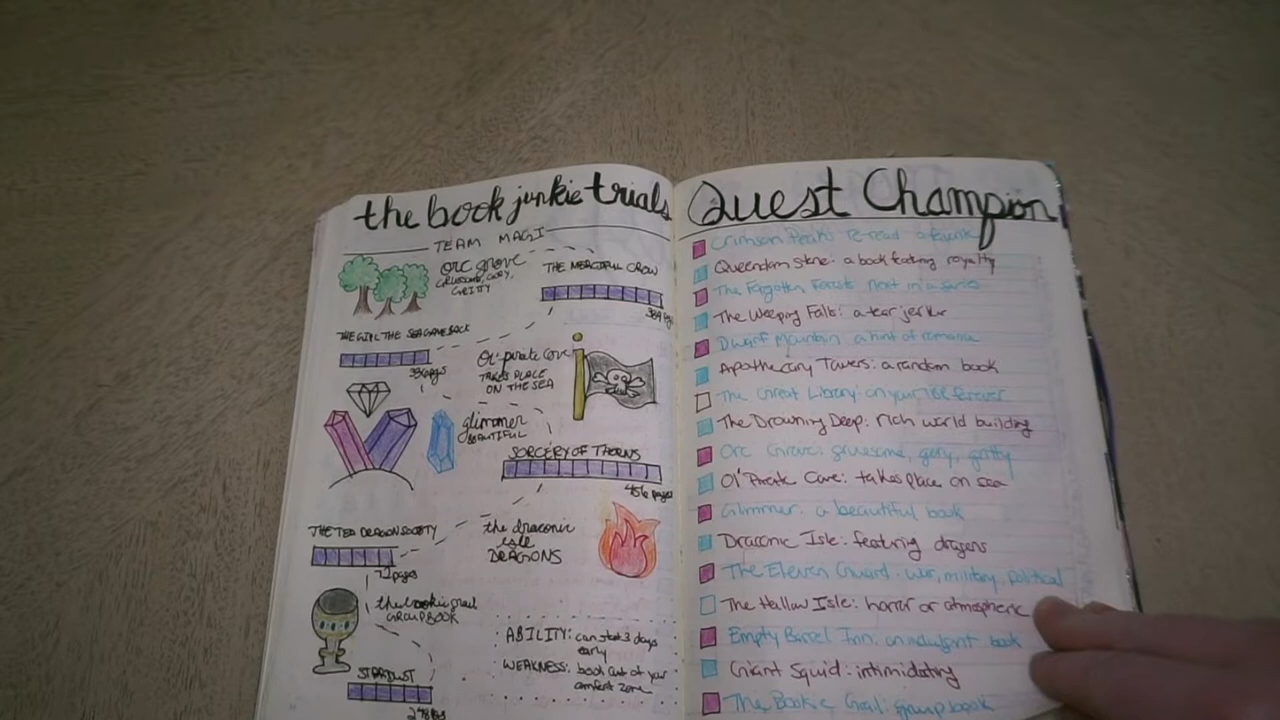 the book junkie trials
TEAM MAGI
orc grove
GRUESOME, GORY,
GRITTY
THE MERCIFUL CROW
384 pgs
THE GIRL THE SEA GAVE BACK
336 pgs
Ol' pirate cove
TAKES PLACE
ON THE SEA
glimmer
BEAUTIFUL
SORCERY OF THORNS
456 pages
THE TEA DRAGON SOCIETY
72 pages
the draconic
isle
DRAGONS
the bookie grail
GROUP BOOK
STARDUST
248 pgs
ABILITY: can start 3 days
early
WEAKNESS: book out of your
comfort zone
Quest Champion
Crimson Peaks: re-read a favorite
Queendom Stone: a book featuring royalty
The Forgotten Forests: next in a series
The Weeping Falls: a tear jerker
Dwarf Mountain: a hint of romance
Apothecary Towers: a random book
The Great Library: on your TBR forever
The Drowning Deep: rich world building
Orc Grove: gruesome, gory, gritty
Ol' Pirate Cove: takes place on sea
Glimmer: a beautiful book
Draconic Isle: featuring dragons
The Eleven Guard: war, military, political
The Hallow Isle: horror or atmospheric
Empty Barrel Inn: an indulgent book
Giant Squid: intimidating
The Bookie Grail: group book